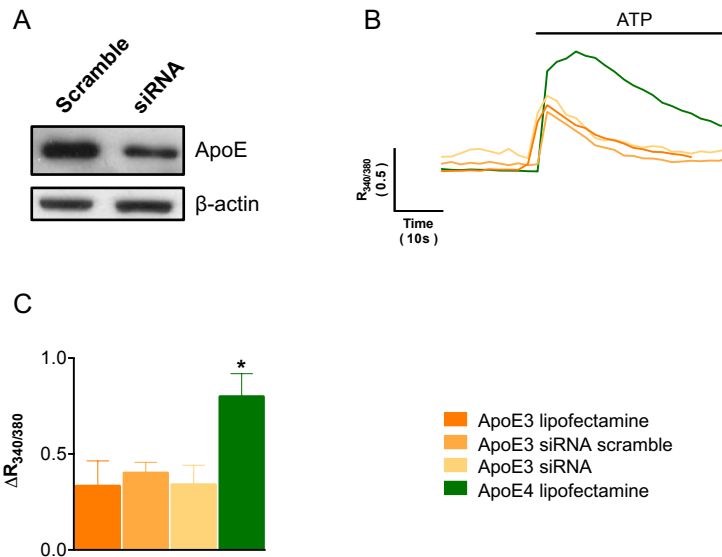 A
Scramble
siRNA
ApoE
β-actin
B
ATP
R340/380
(0.5)
Time
(10s)
C
1.0
0.5
0.0
ΔR340/380
*
ApoE3 lipofectamine
ApoE3 siRNA scramble
ApoE3 siRNA
ApoE4 lipofectamine